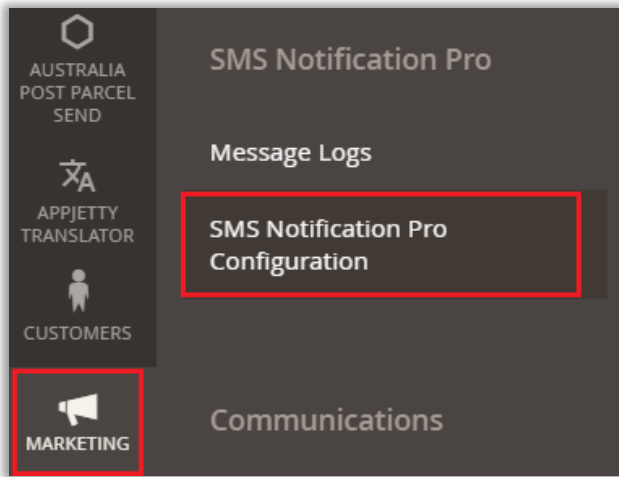 AUSTRALIA
POST PARCEL
SEND
APPJETTY
TRANSLATOR
CUSTOMERS
MARKETING
SMS Notification Pro
Message Logs
SMS Notification Pro
Configuration
Communications